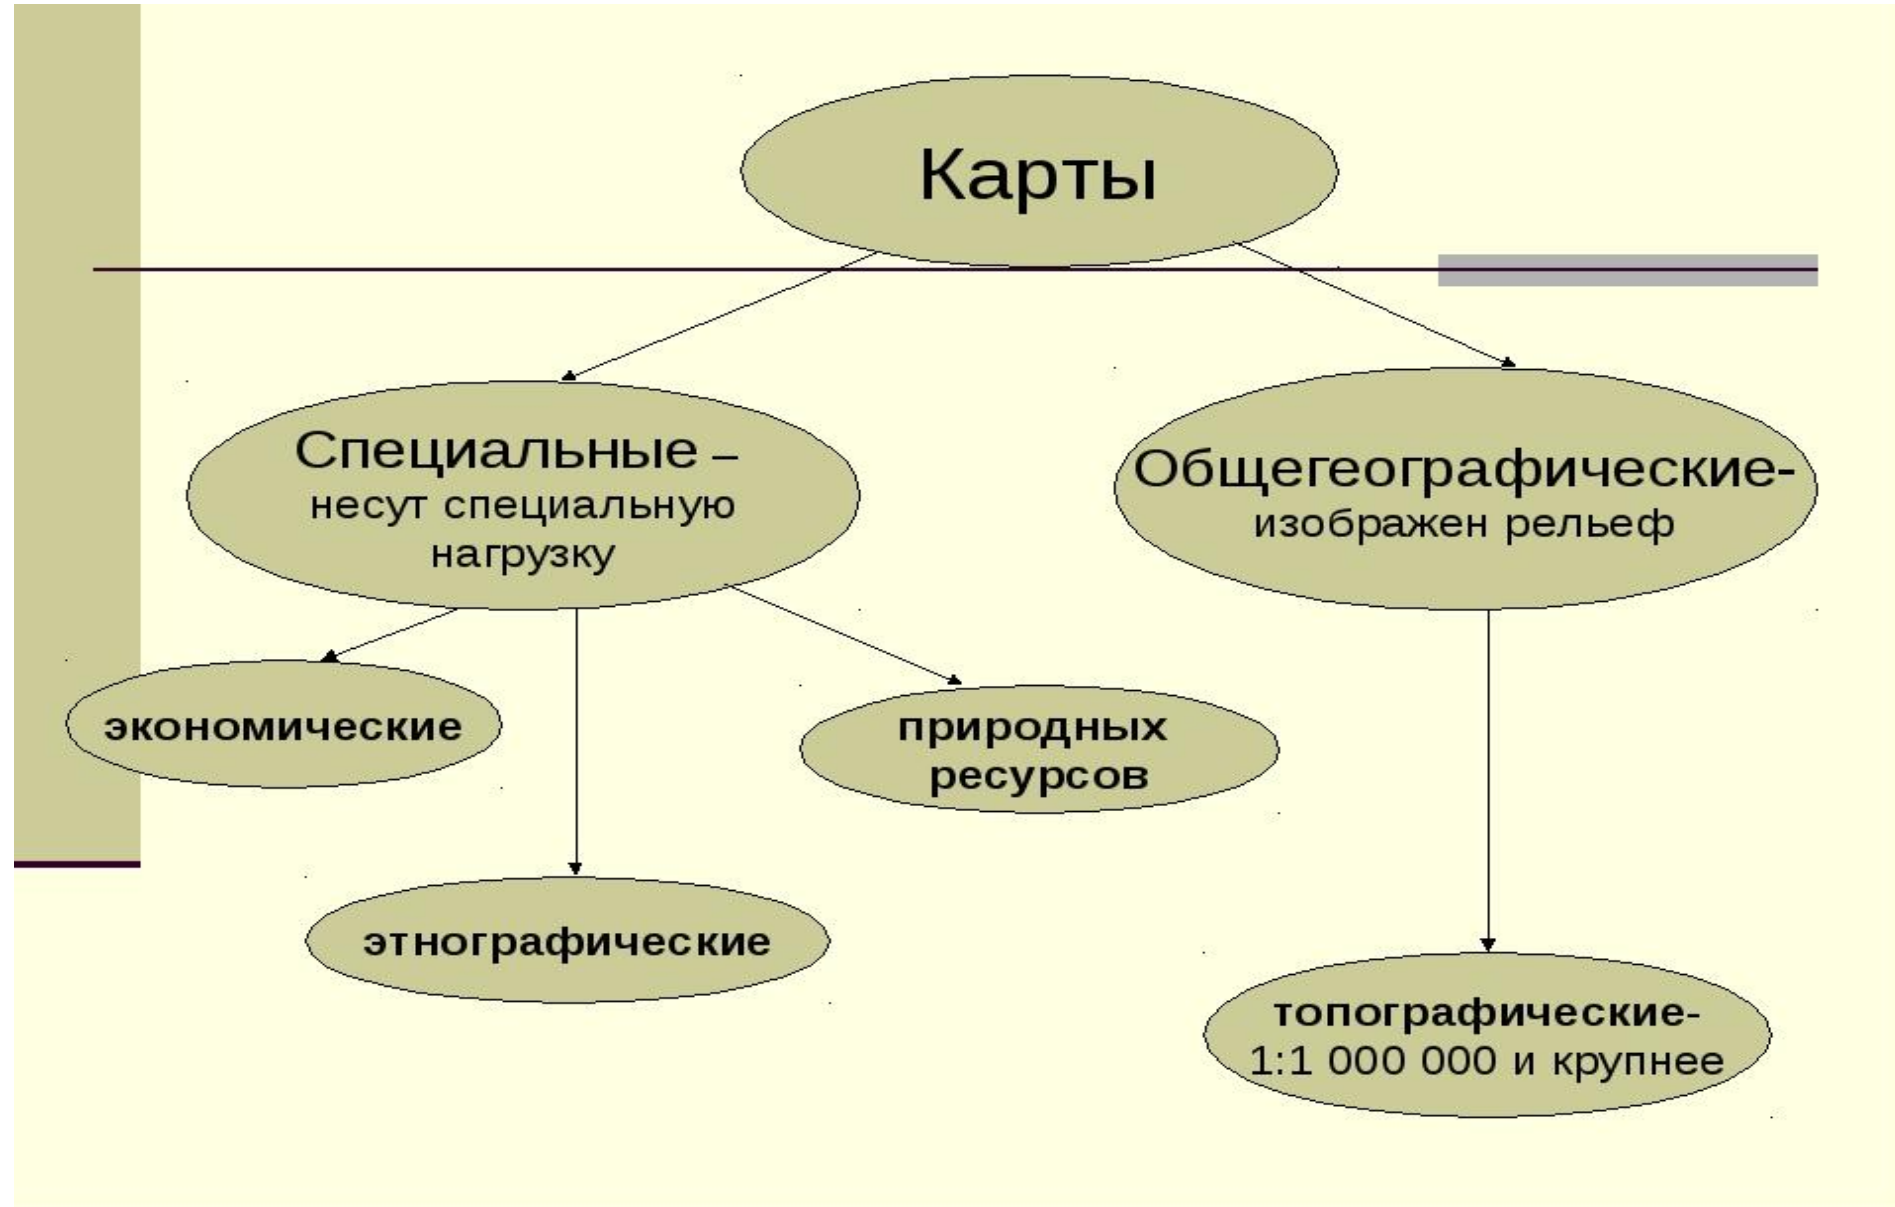 Карты
Специальные –
несут специальную
нагрузку
Общегеографические-
изображен рельеф
экономические
природных
ресурсов
этнографические
топографические-
1:1 000 000 и крупнее